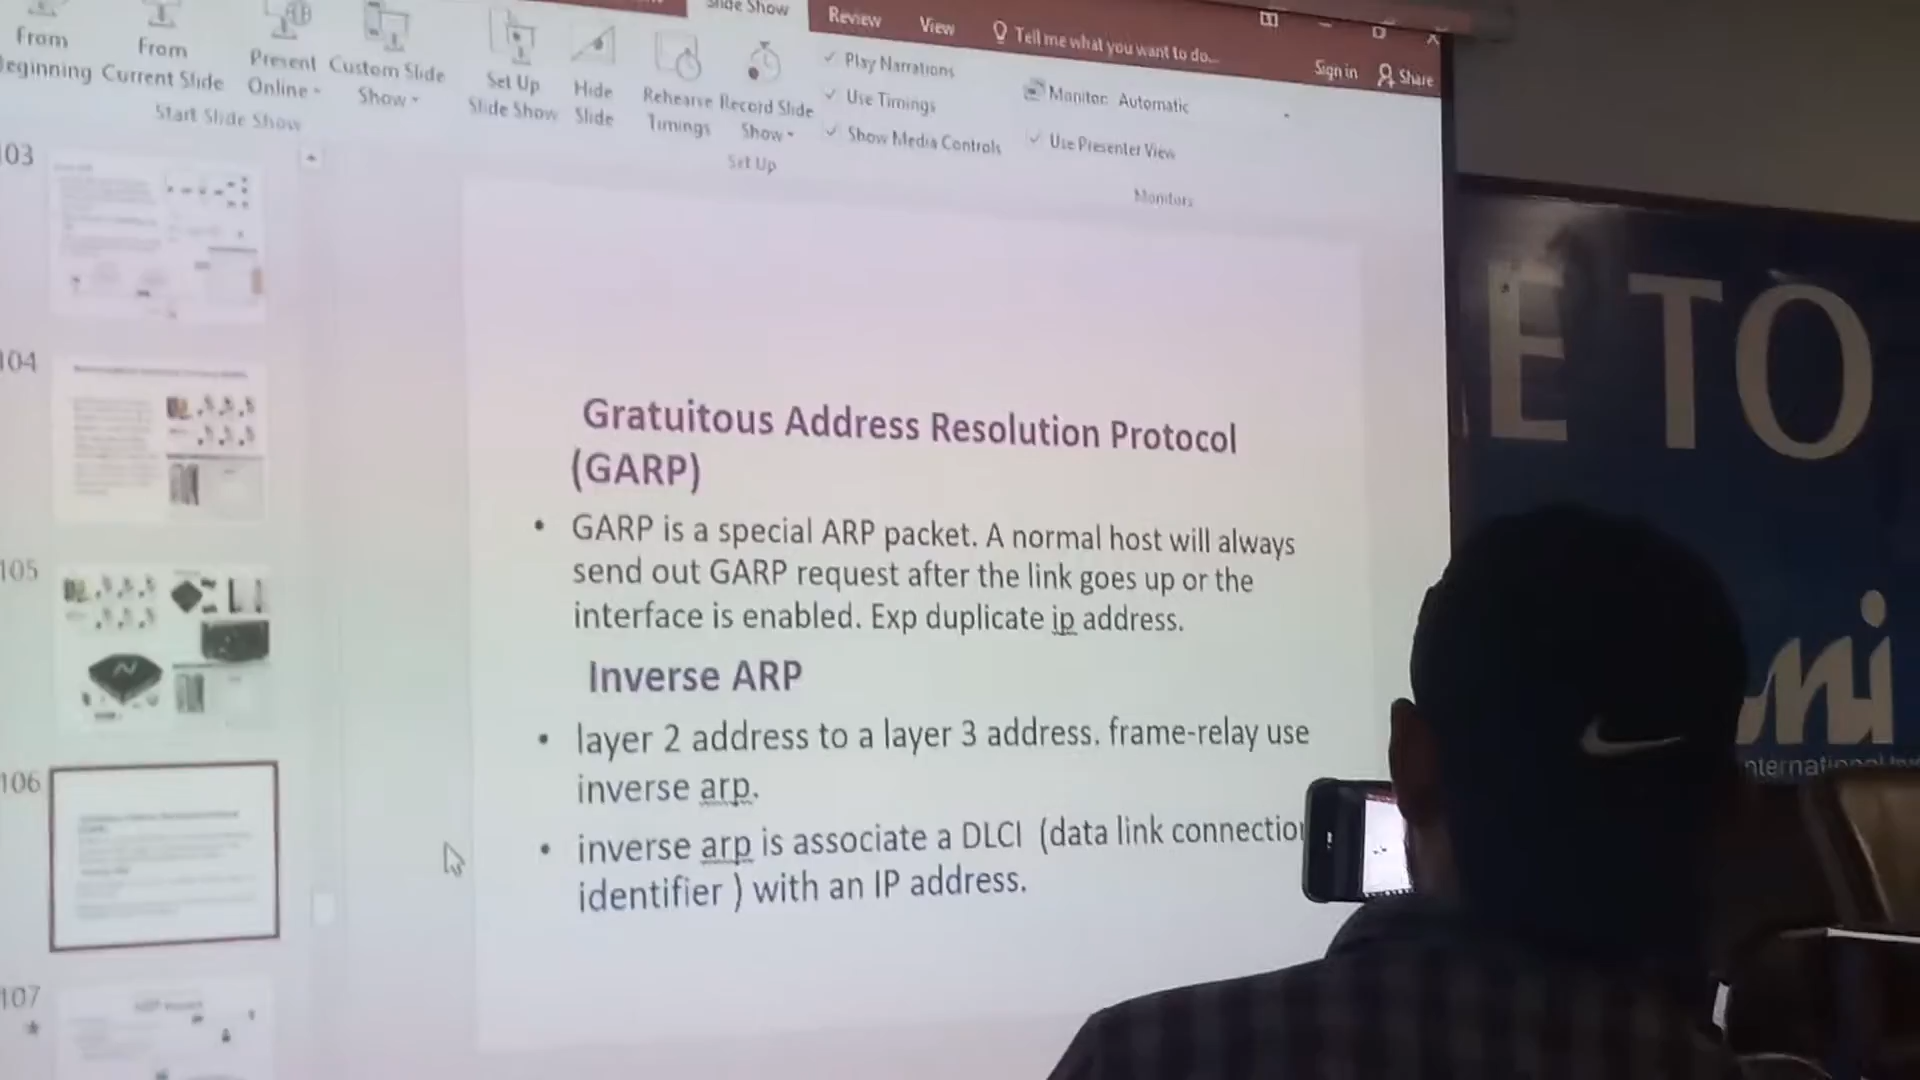 Slide Show
Review
View
Tell me what you want to do...
Sign in
Share
From
Beginning
From
Current Slide
Present
Online
Custom Slide
Show
Start Slide Show
Set Up
Slide Show
Hide
Slide
Rehearse
Timings
Record Slide
Show
Play Narrations
Use Timings
Show Media Controls
Set Up
Monitor: Automatic
Use Presenter View
Monitors
103
104
105
106
107
Gratuitous Address Resolution Protocol
(GARP)
• GARP is a special ARP packet. A normal host will always
send out GARP request after the link goes up or the
interface is enabled. Exp duplicate ip address.
Inverse ARP
• layer 2 address to a layer 3 address. frame-relay use
inverse arp.
• inverse arp is associate a DLCI (data link connection
identifier ) with an IP address.
E TO